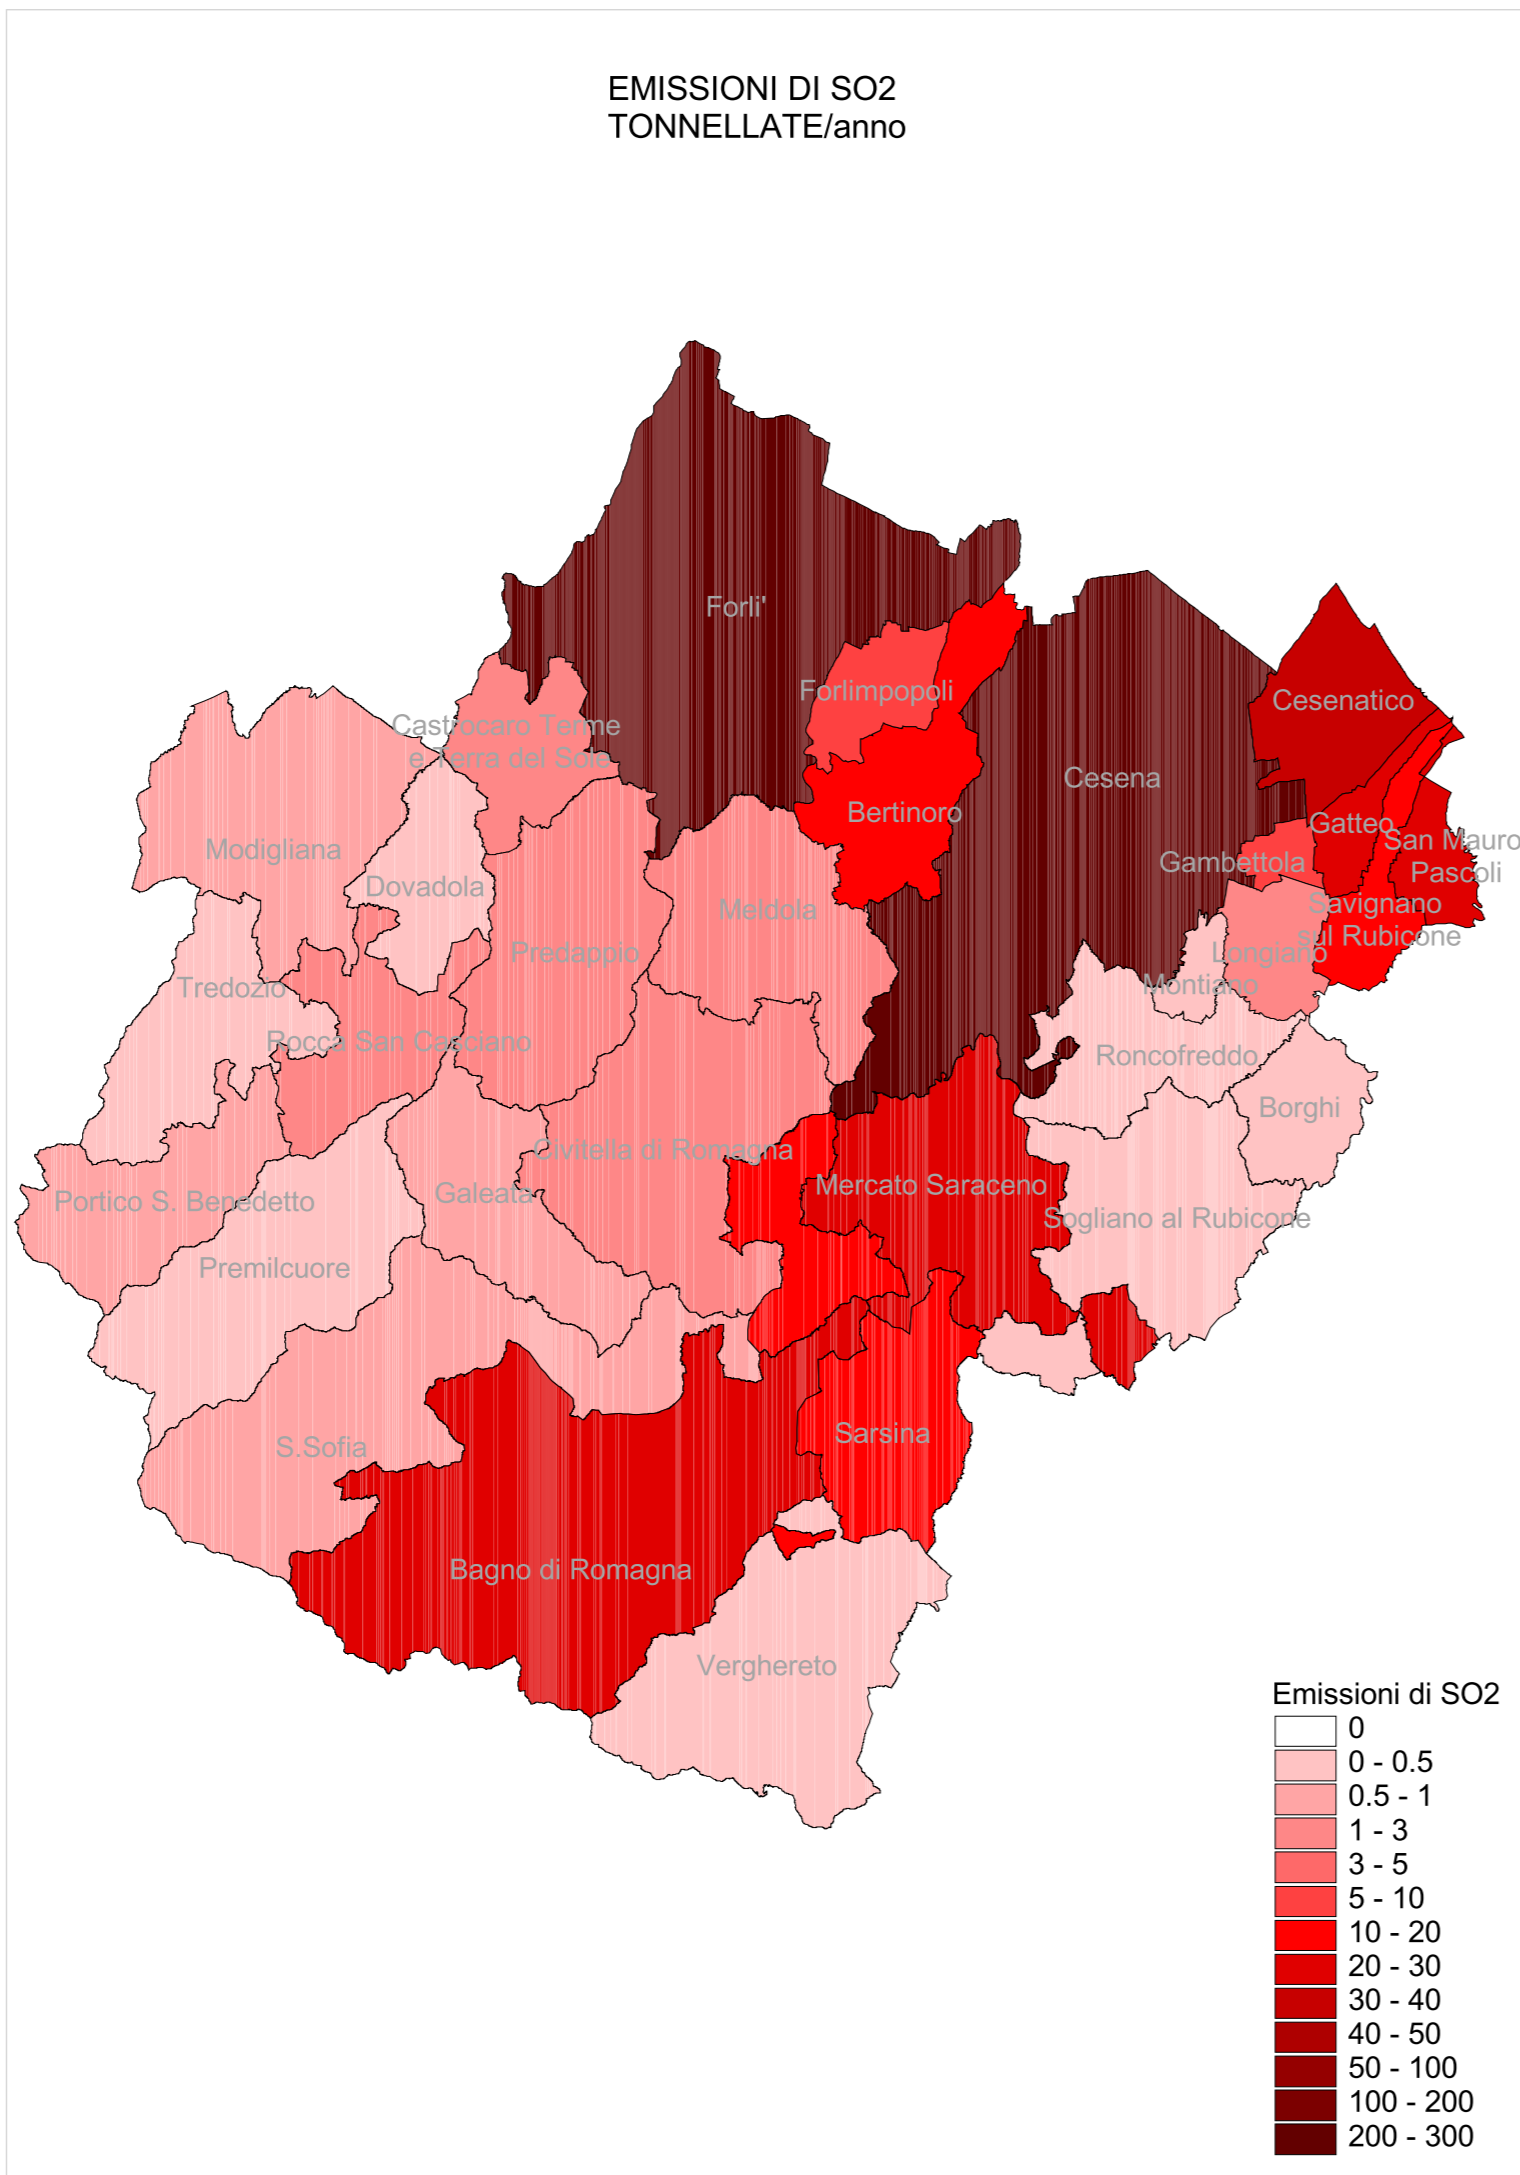 EMISSIONI DI SO2
TONNELLATE/anno
Forli'
Forlimpopoli
Cesenatico
Castrocaro Terme
e Terra del Sole
Cesena
Bertinoro
Gatteo
San Mauro
Pascoli
Modigliana
Gambettola
Dovadola
Savignano
sul Rubicone
Meldola
Predappio
Longiano
Tredozio
Montiano
Rocca San Casciano
Roncofreddo
Borghi
Civitella di Romagna
Mercato Saraceno
Galeata
Portico S. Benedetto
Sogliano al Rubicone
Premilcuore
Sarsina
S.Sofia
Bagno di Romagna
Verghereto
Emissioni di SO2
0
0 - 0.5
0.5 - 1
1 - 3
3 - 5
5 - 10
10 - 20
20 - 30
30 - 40
40 - 50
50 - 100
100 - 200
200 - 300